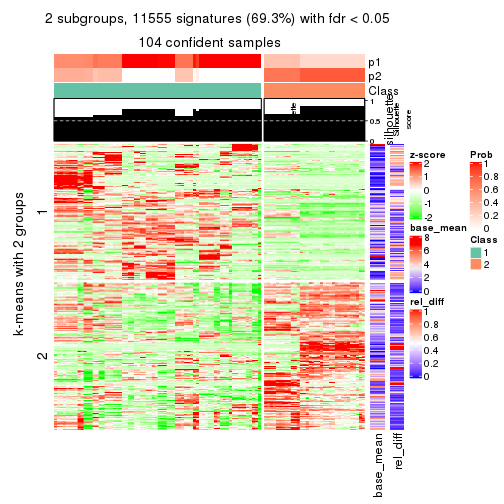 2 subgroups, 11555 signatures (69.3%) with fdr < 0.05
104 confident samples
p1
p2
Class
1
0.5
0
silhouette
Silhouette
score
k-means with 2 groups
1
2
z-score
2
1
0
-1
-2
base_mean
8
6
4
2
0
rel_diff
1
0.8
0.6
0.4
0.2
0
Prob
1
0.8
0.6
0.4
0.2
0
Class
1
2
base_mean
rel_diff